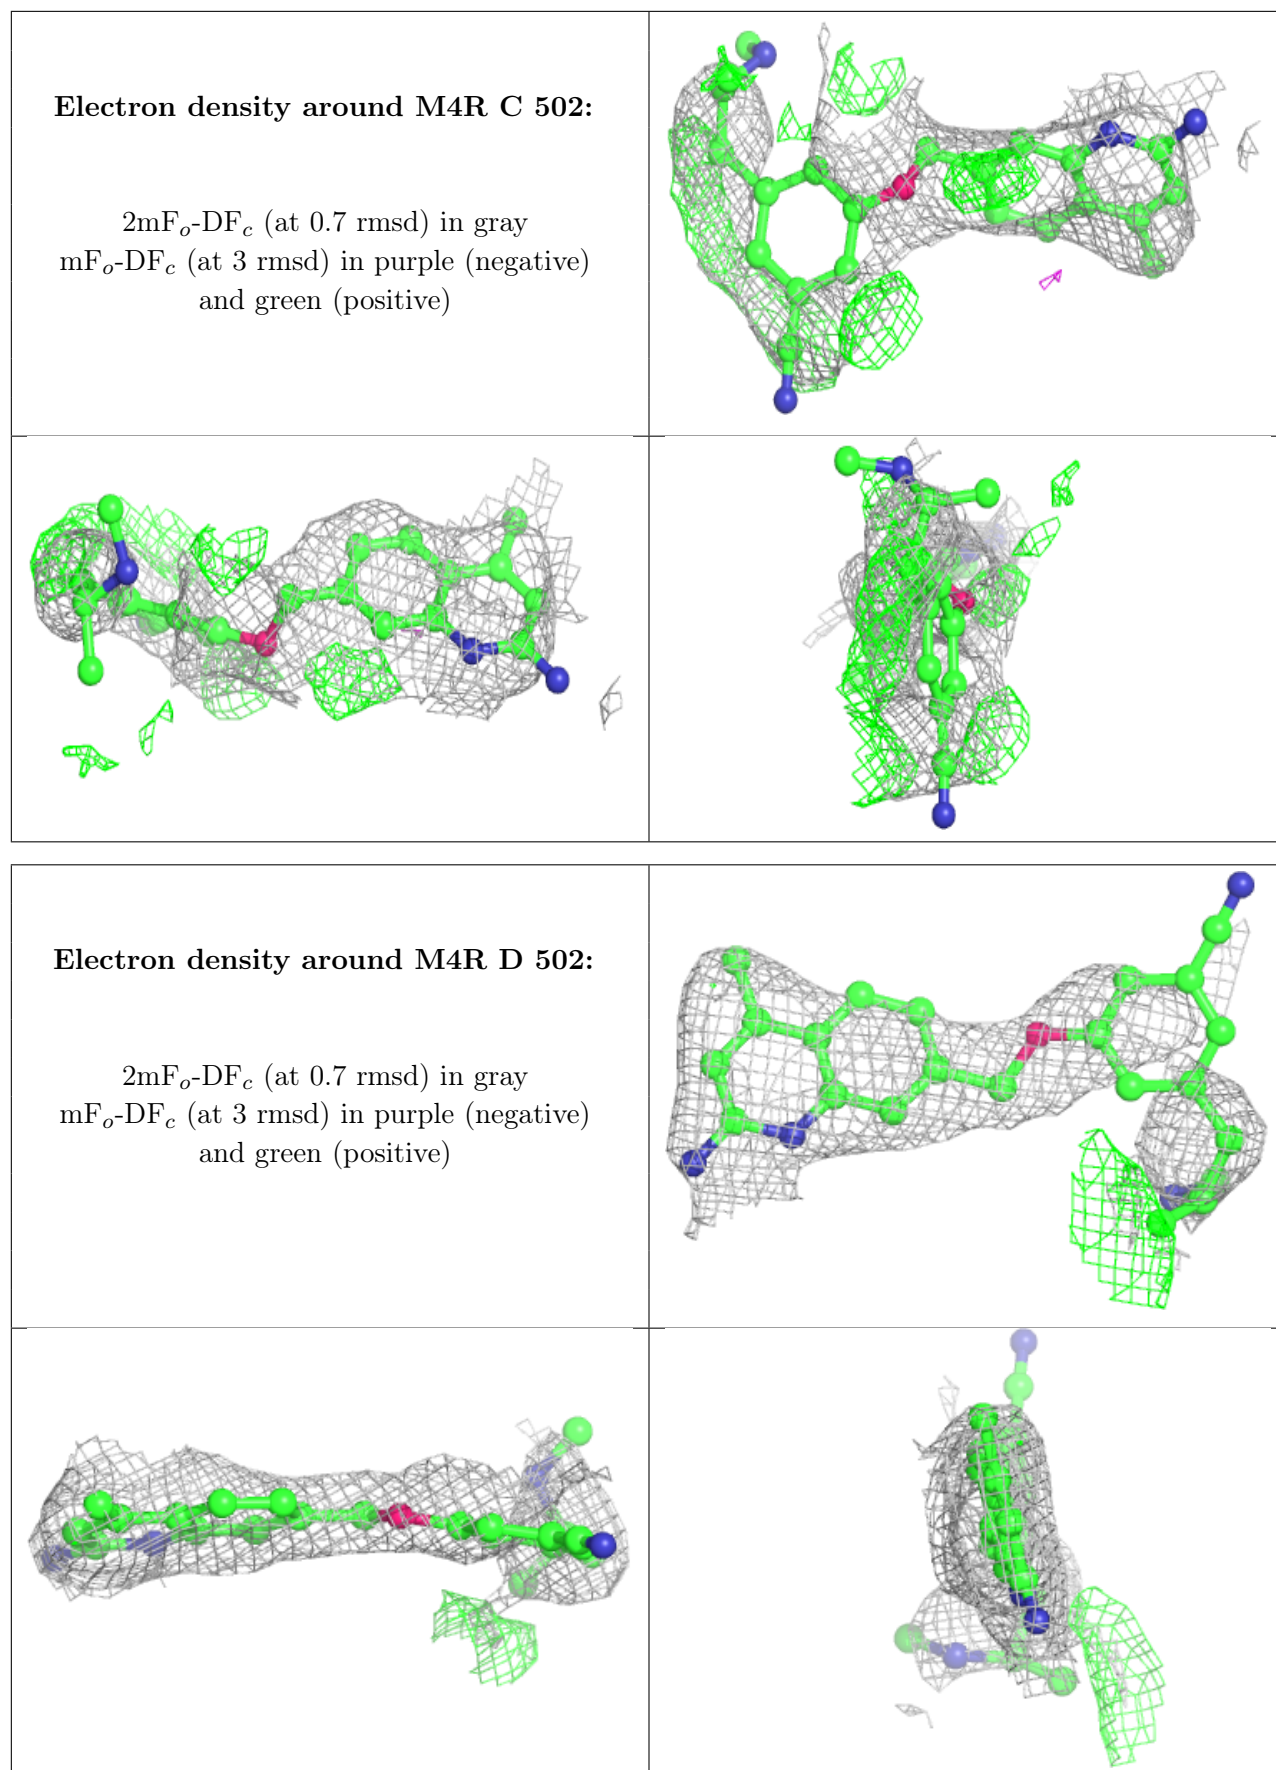 Electron density around M4R C 502:
2mFo-DFc (at 0.7 rmsd) in gray
mFo-DFc (at 3 rmsd) in purple (negative)
and green (positive)
Electron density around M4R D 502:
2mFo-DFc (at 0.7 rmsd) in gray
mFo-DFc (at 3 rmsd) in purple (negative)
and green (positive)